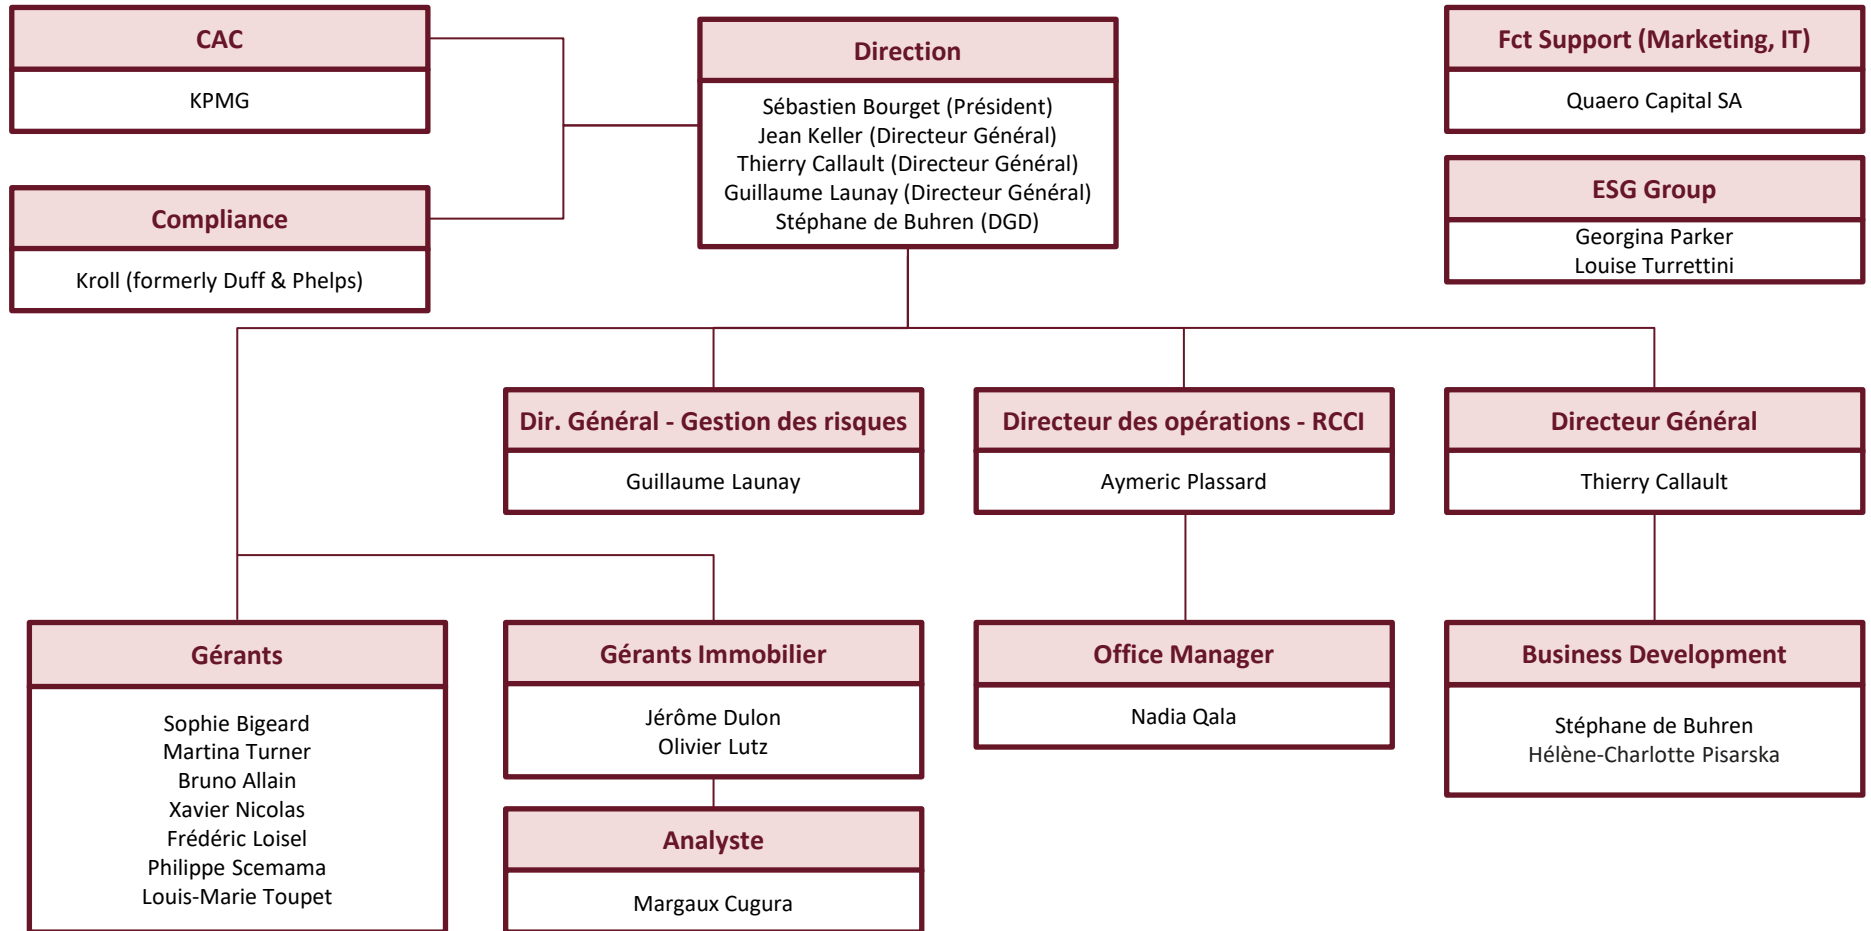 CAC
KPMG
Direction
Sébastien Bourget (Président)
Jean Keller (Directeur Général)
Thierry Callault (Directeur Général)
Guillaume Launay (Directeur Général)
Stéphane de Buhren (DGD)
Fct Support (Marketing, IT)
Quaero Capital SA
Compliance
Kroll (formerly Duff & Phelps)
ESG Group
Georgina Parker
Louise Turrettini
Dir. Général - Gestion des risques
Guillaume Launay
Directeur des opérations - RCCI
Aymeric Plassard
Directeur Général
Thierry Callault
Gérants
Sophie Bigeard
Martina Turner
Bruno Allain
Xavier Nicolas
Frédéric Loisel
Philippe Scemama
Louis-Marie Toupet
Gérants Immobilier
Jérôme Dulon
Olivier Lutz
Analyste
Margaux Cugura
Office Manager
Nadia Qala
Business Development
Stéphane de Buhren
Hélène-Charlotte Pisarska